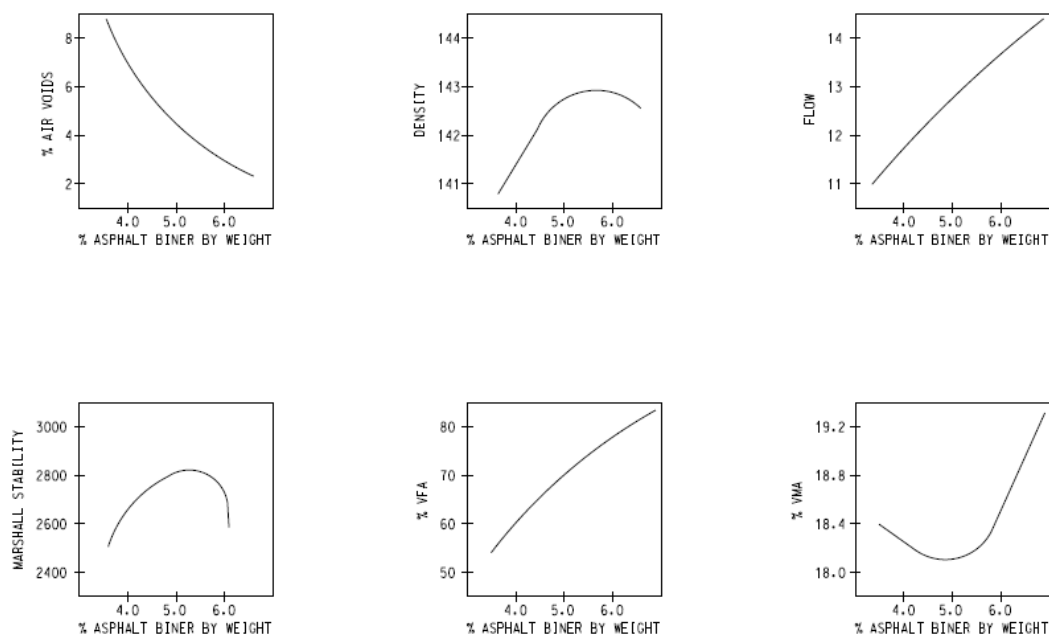 % AIR VOIDS
8
6
4
2
4.0 5.0 6.0
% ASPHALT BINER BY WEIGHT
DENSITY
144
143
142
141
4.0 5.0 6.0
% ASPHALT BINER BY WEIGHT
FLOW
14
13
12
11
4.0 5.0 6.0
% ASPHALT BINER BY WEIGHT
MARSHALL STABILITY
3000
2800
2600
2400
4.0 5.0 6.0
% ASPHALT BINER BY WEIGHT
% VFA
80
70
60
50
4.0 5.0 6.0
% ASPHALT BINER BY WEIGHT
% VMA
19.2
18.8
18.4
18.0
4.0 5.0 6.0
% ASPHALT BINER BY WEIGHT